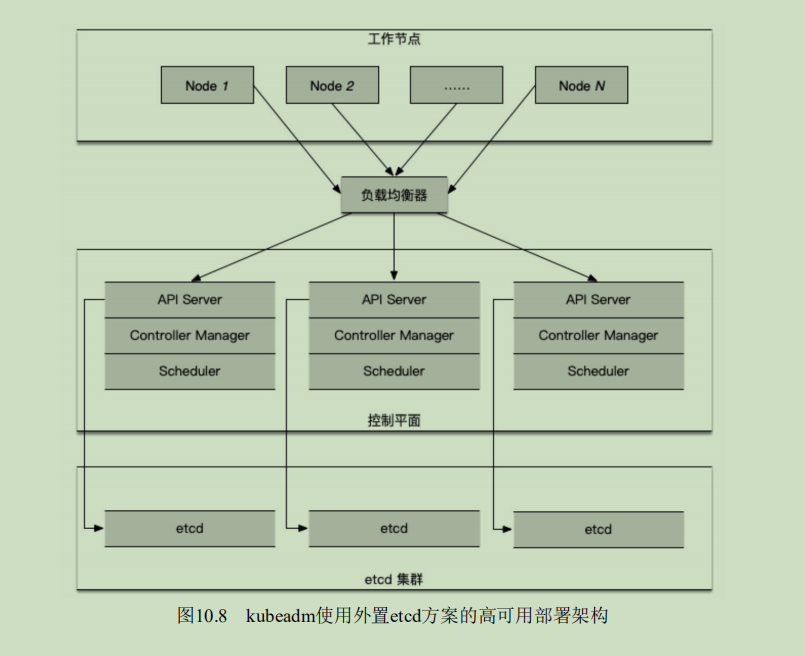 工作节点
Node 1
Node 2
......
Node N
负载均衡器
API Server
API Server
API Server
Controller Manager
Controller Manager
Controller Manager
Scheduler
Scheduler
Scheduler
控制平面
etcd
etcd
etcd
etcd 集群
图10.8 kubeadm使用外置etcd方案的高可用部署架构